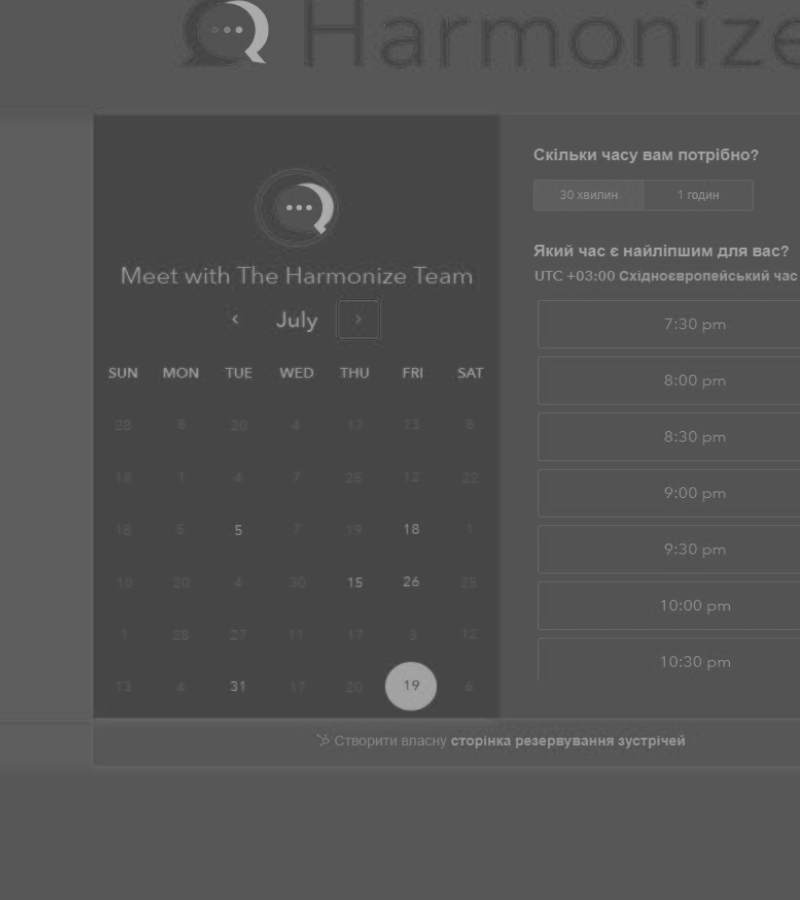 Harmonize
Meet with The Harmonize Team
July
SUN MON TUE WED THU FRI SAT
28 6 20 4 17 13 8
18 1 4 7 25 12 22
18 5 5 7 19 18 1
10 20 4 30 15 26 25
1 28 27 11 17 3 12
13 4 31 17 20 19 6
Скільки часу вам потрібно?
30 хвилин 1 годин
Який час є найліпшим для вас?
UTC +03:00 Східноєвропейський час
7:30 pm
8:00 pm
8:30 pm
9:00 pm
9:30 pm
10:00 pm
10:30 pm
Створити власну сторінка резервування зустрічей